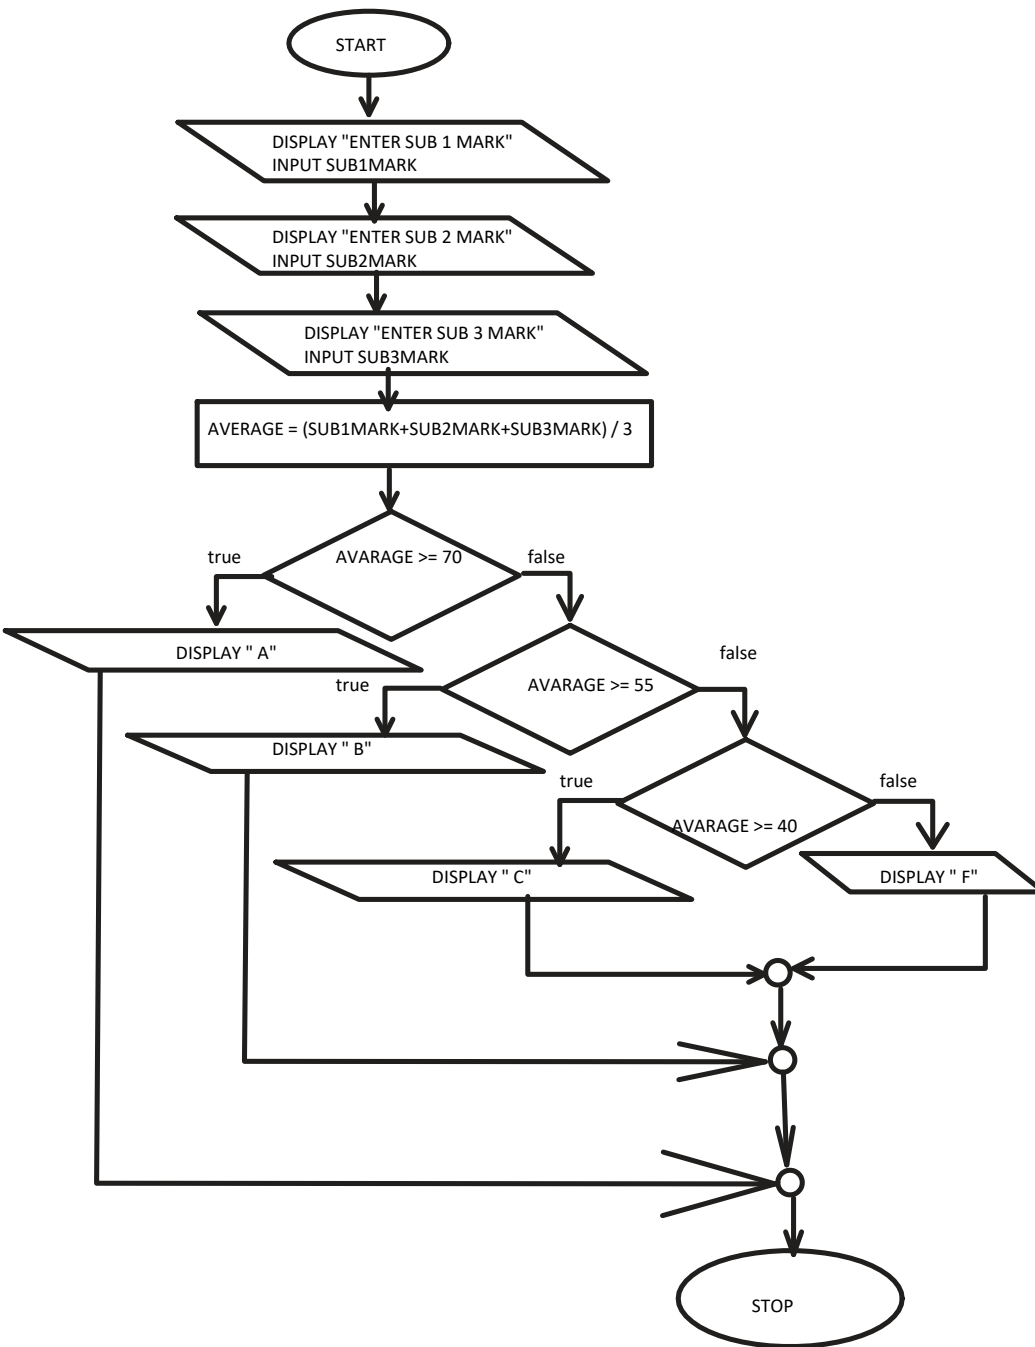 START
DISPLAY "ENTER SUB 1 MARK"
INPUT SUB1MARK
DISPLAY "ENTER SUB 2 MARK"
INPUT SUB2MARK
DISPLAY "ENTER SUB 3 MARK"
INPUT SUB3MARK
AVERAGE = (SUB1MARK+SUB2MARK+SUB3MARK) / 3
true
AVARAGE >= 70
false
DISPLAY " A"
true
AVARAGE >= 55
false
DISPLAY " B"
true
AVARAGE >= 40
false
DISPLAY " C"
DISPLAY " F"
STOP